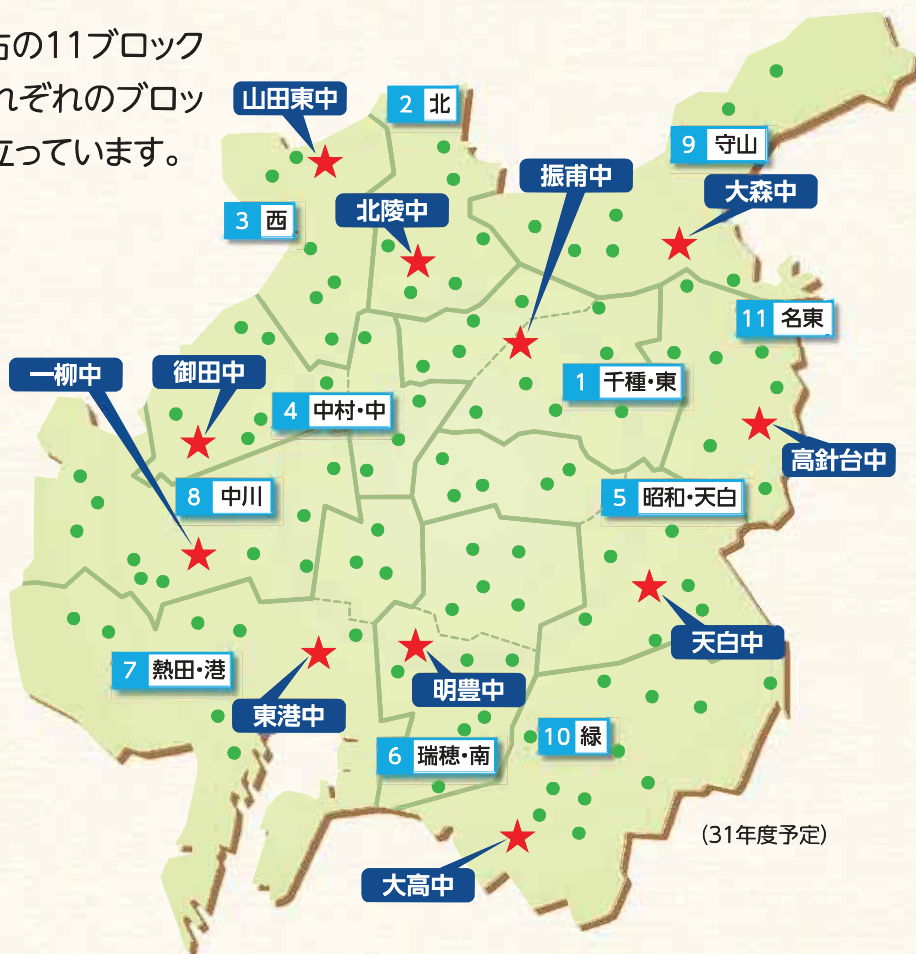 右の11ブロック
れぞれのブロッ
立っています。
山田東中
2 北
9 守山
振甫中
大森中
3 西
北陵中
11 名東
一柳中
御田中
4 中村・中
1 千種・東
高針台中
8 中川
5 昭和・天白
天白中
7 熱田・港
明豊中
東港中
6 瑞穂・南
10 緑
(31年度予定)
大高中